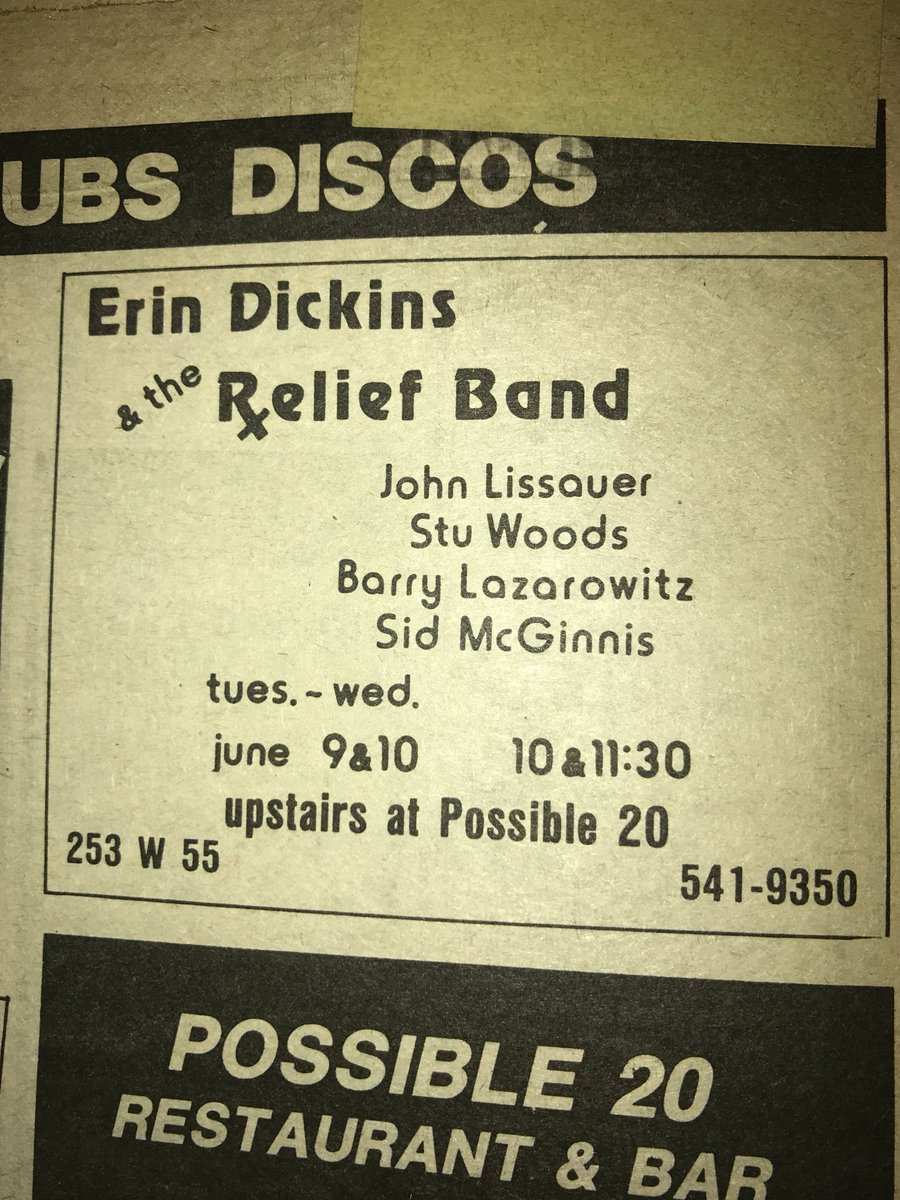 UBS DISCOS
Erin Dickins
& the Relief Band
John Lissauer
Stu Woods
Barry Lazarowitz
Sid McGinnis
tues. ~ wed.
june 9&10 10&11:30
upstairs at Possible 20
253 W 55
541-9350
POSSIBLE 20
RESTAURANT & BAR